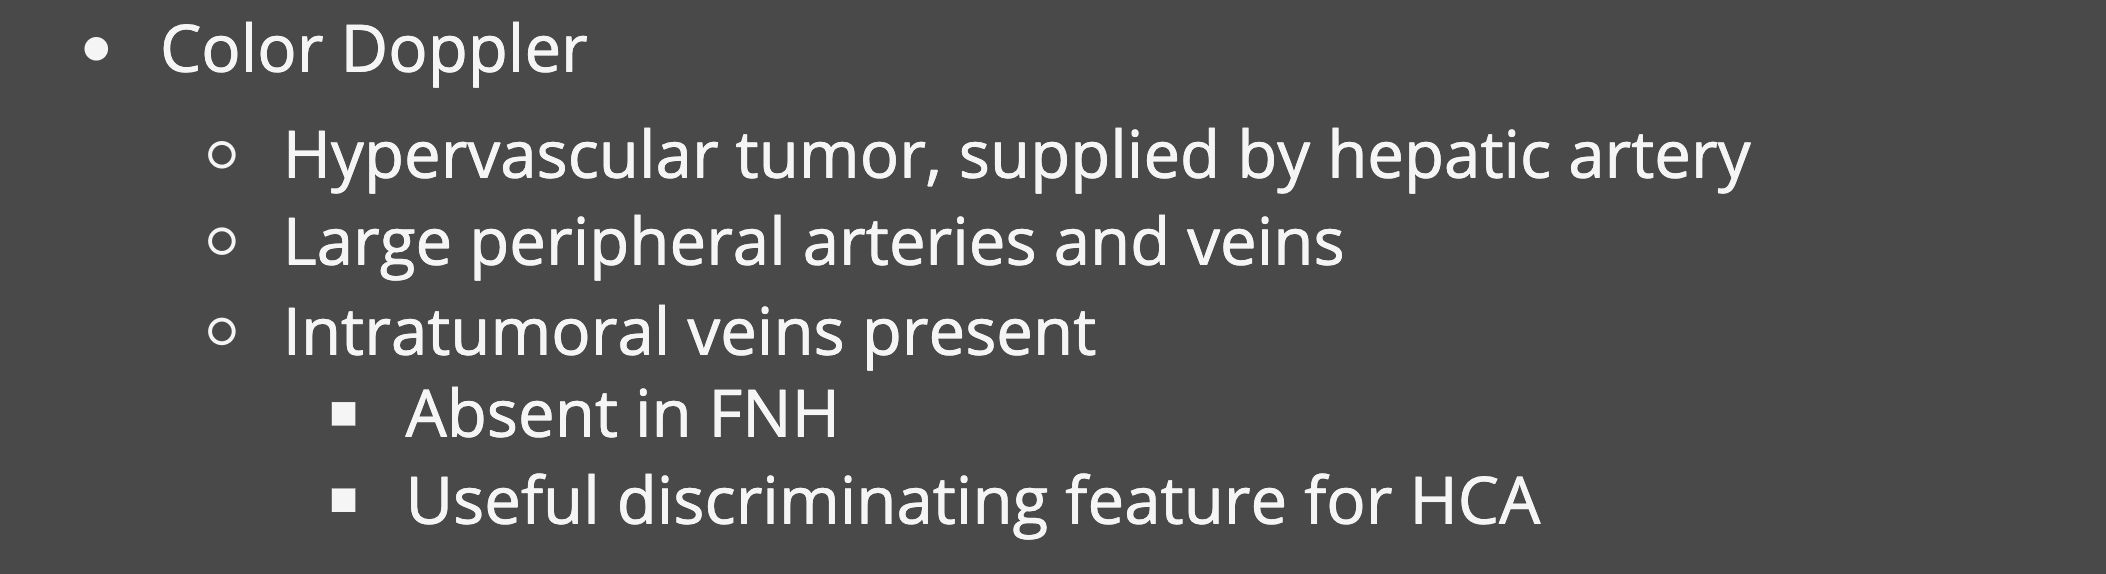 • Color Doppler
○ Hypervascular tumor, supplied by hepatic artery
○ Large peripheral arteries and veins
○ Intratumoral veins present
■ Absent in FNH
■ Useful discriminating feature for HCA